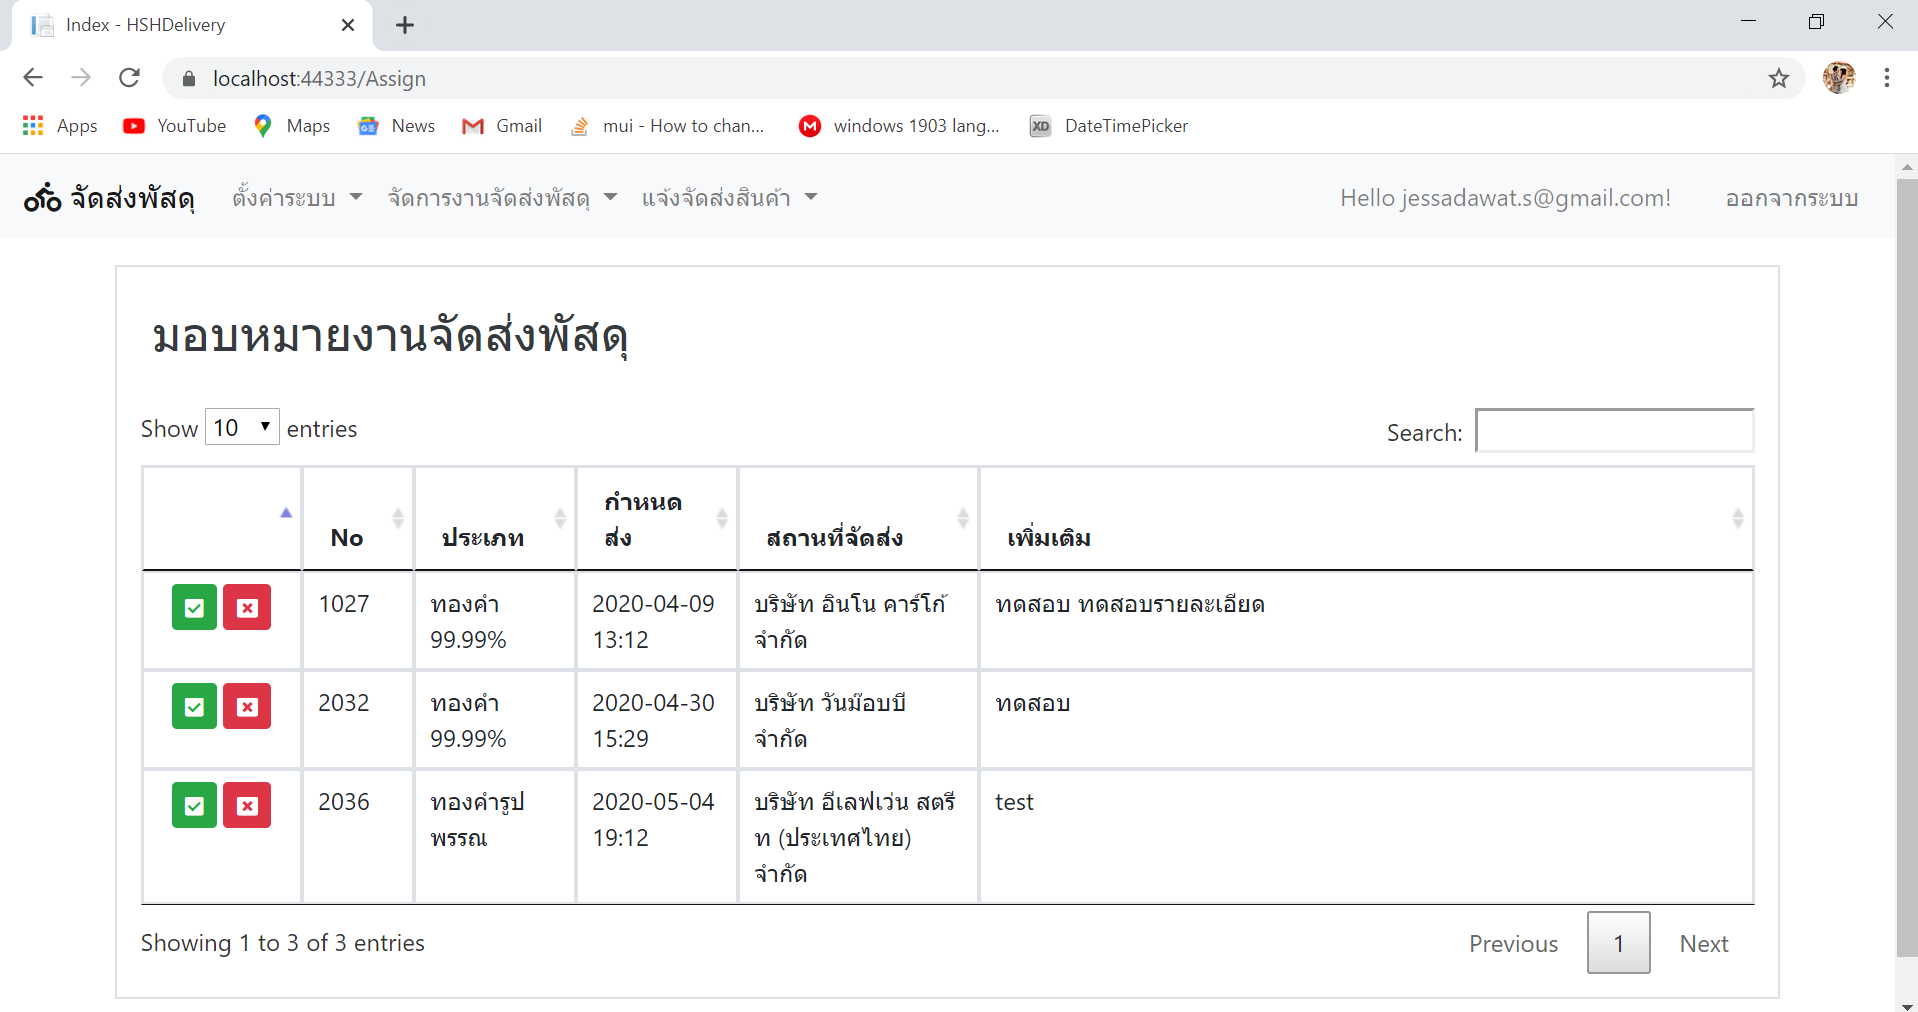 Index - HSHDelivery
localhost:44333/Assign
Apps YouTube Maps News Gmail mui - How to chan... windows 1903 lang... XD DateTimePicker
จัดส่งพัสดุ ตั้งค่าระบบ จัดการงานจัดส่งพัสดุ แจ้งจัดส่งสินค้า Hello jessadawat.s@gmail.com! ออกจากระบบ
มอบหมายงานจัดส่งพัสดุ
Show 10 entries Search:
No ประเภท กำหนด
ส่ง สถานที่จัดส่ง เพิ่มเติม
1027 ทองคำ 2020-04-09 บริษัท อินโน คาร์โก้ ทดสอบ ทดสอบรายละเอียด
99.99% 13:12 จำกัด
2032 ทองคำ 2020-04-30 บริษัท วันม๊อบบี ทดสอบ
99.99% 15:29 จำกัด
2036 ทองคำรูป 2020-05-04 บริษัท อีเลฟเว่น สตรี test
พรรณ 19:12 ท (ประเทศไทย)
จำกัด
Showing 1 to 3 of 3 entries Previous 1 Next